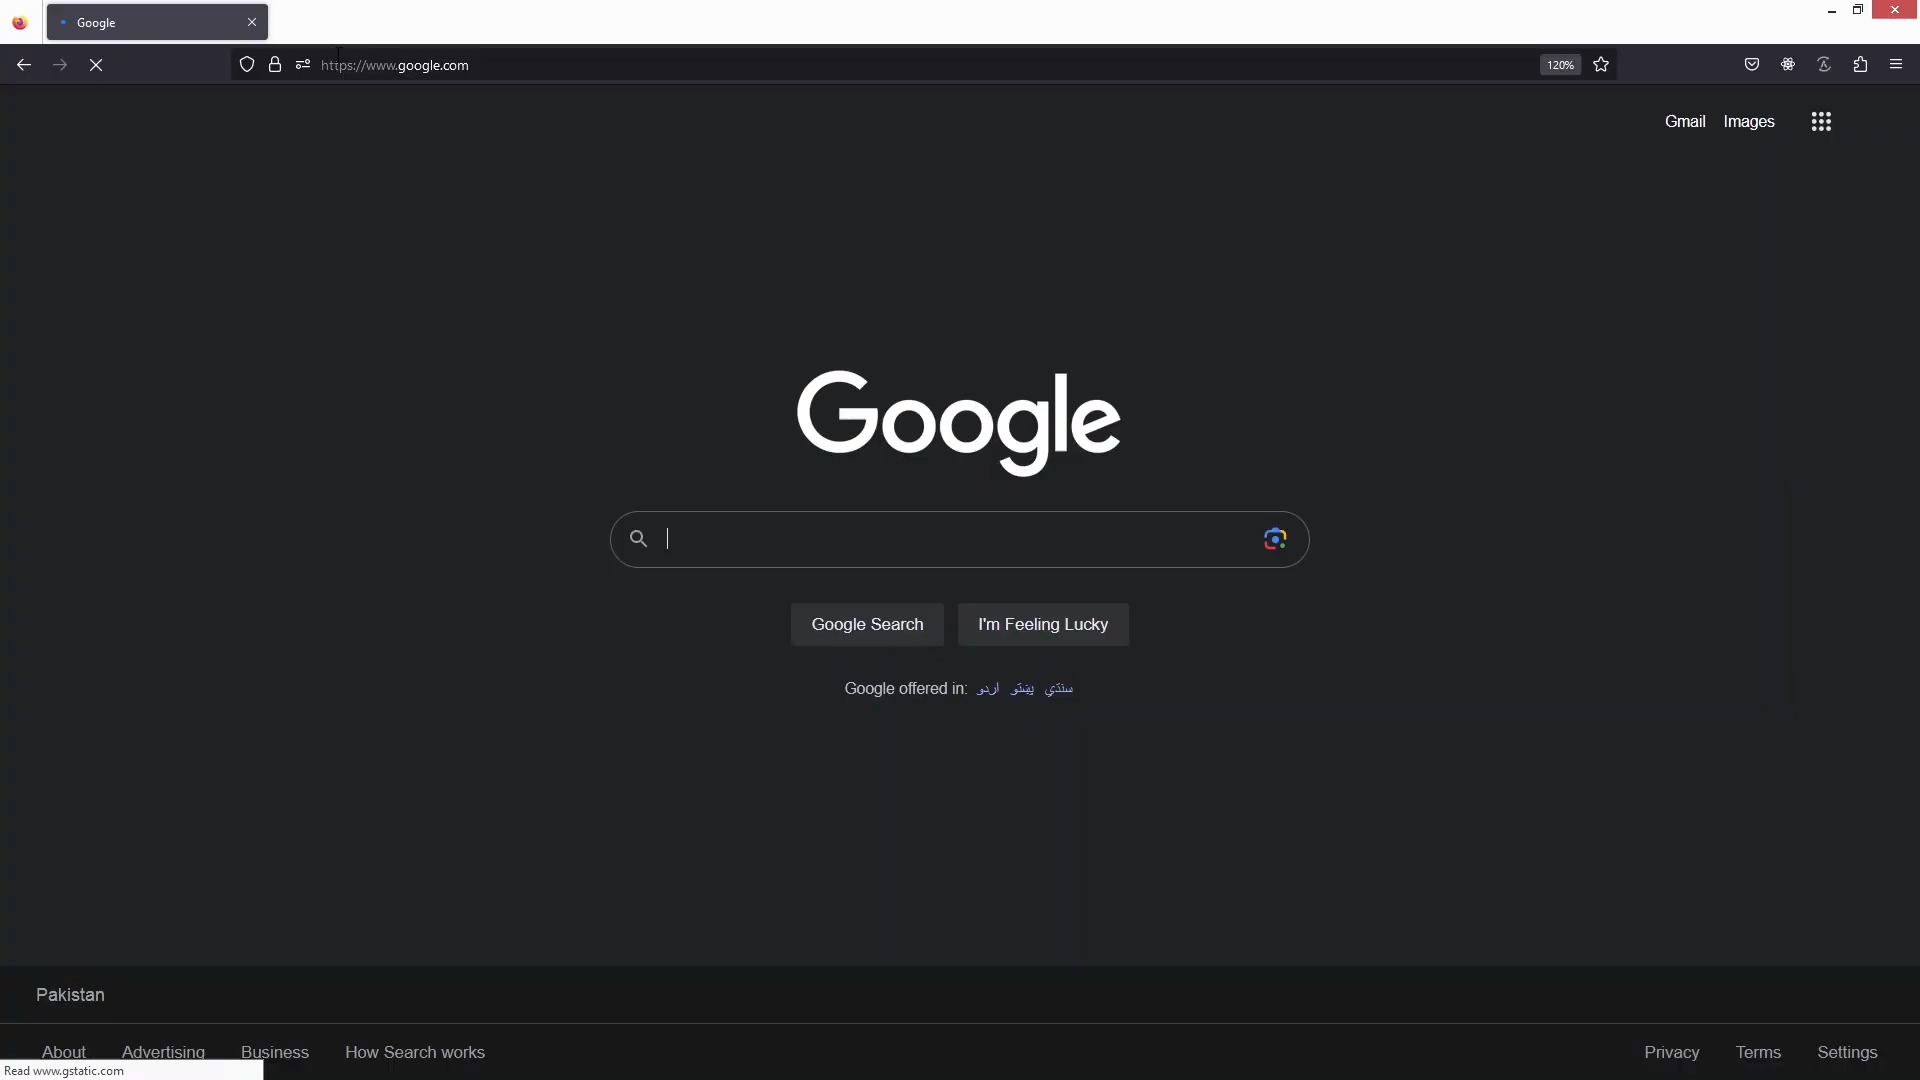 Google
https://www.google.com
120%
Gmail Images
Google
Google Search
I'm Feeling Lucky
Google offered in: اردو پښتو سنڌي
Pakistan
About Advertising Business How Search works
Privacy Terms Settings
Read www.gstatic.com